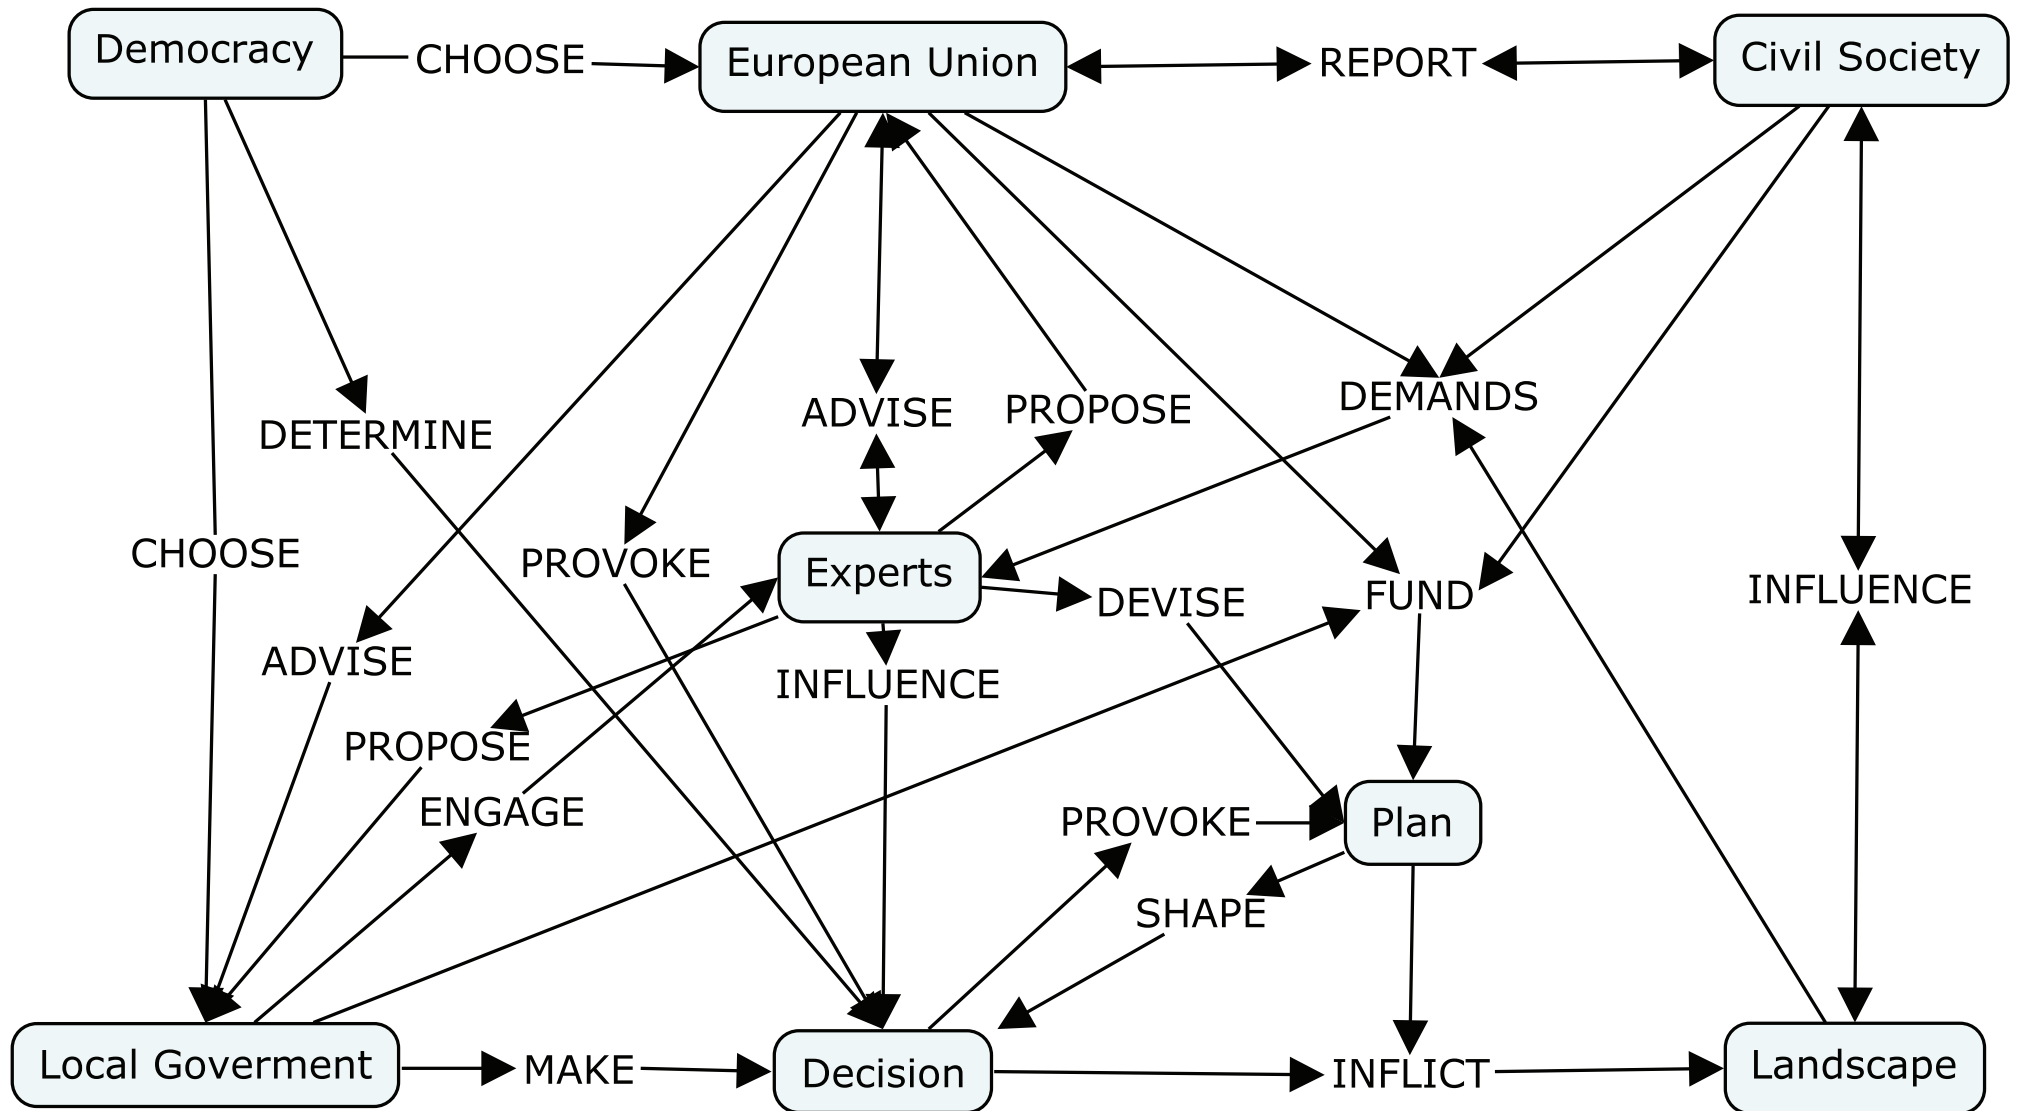 Democracy
CHOOSE
European Union
REPORT
Civil Society
DETERMINE
ADVISE
PROPOSE
DEMANDS
CHOOSE
PROVOKE
Experts
DEVISE
FUND
INFLUENCE
ADVISE
INFLUENCE
PROPOSE
ENGAGE
PROVOKE
Plan
SHAPE
Local Goverment
MAKE
Decision
INFLICT
Landscape